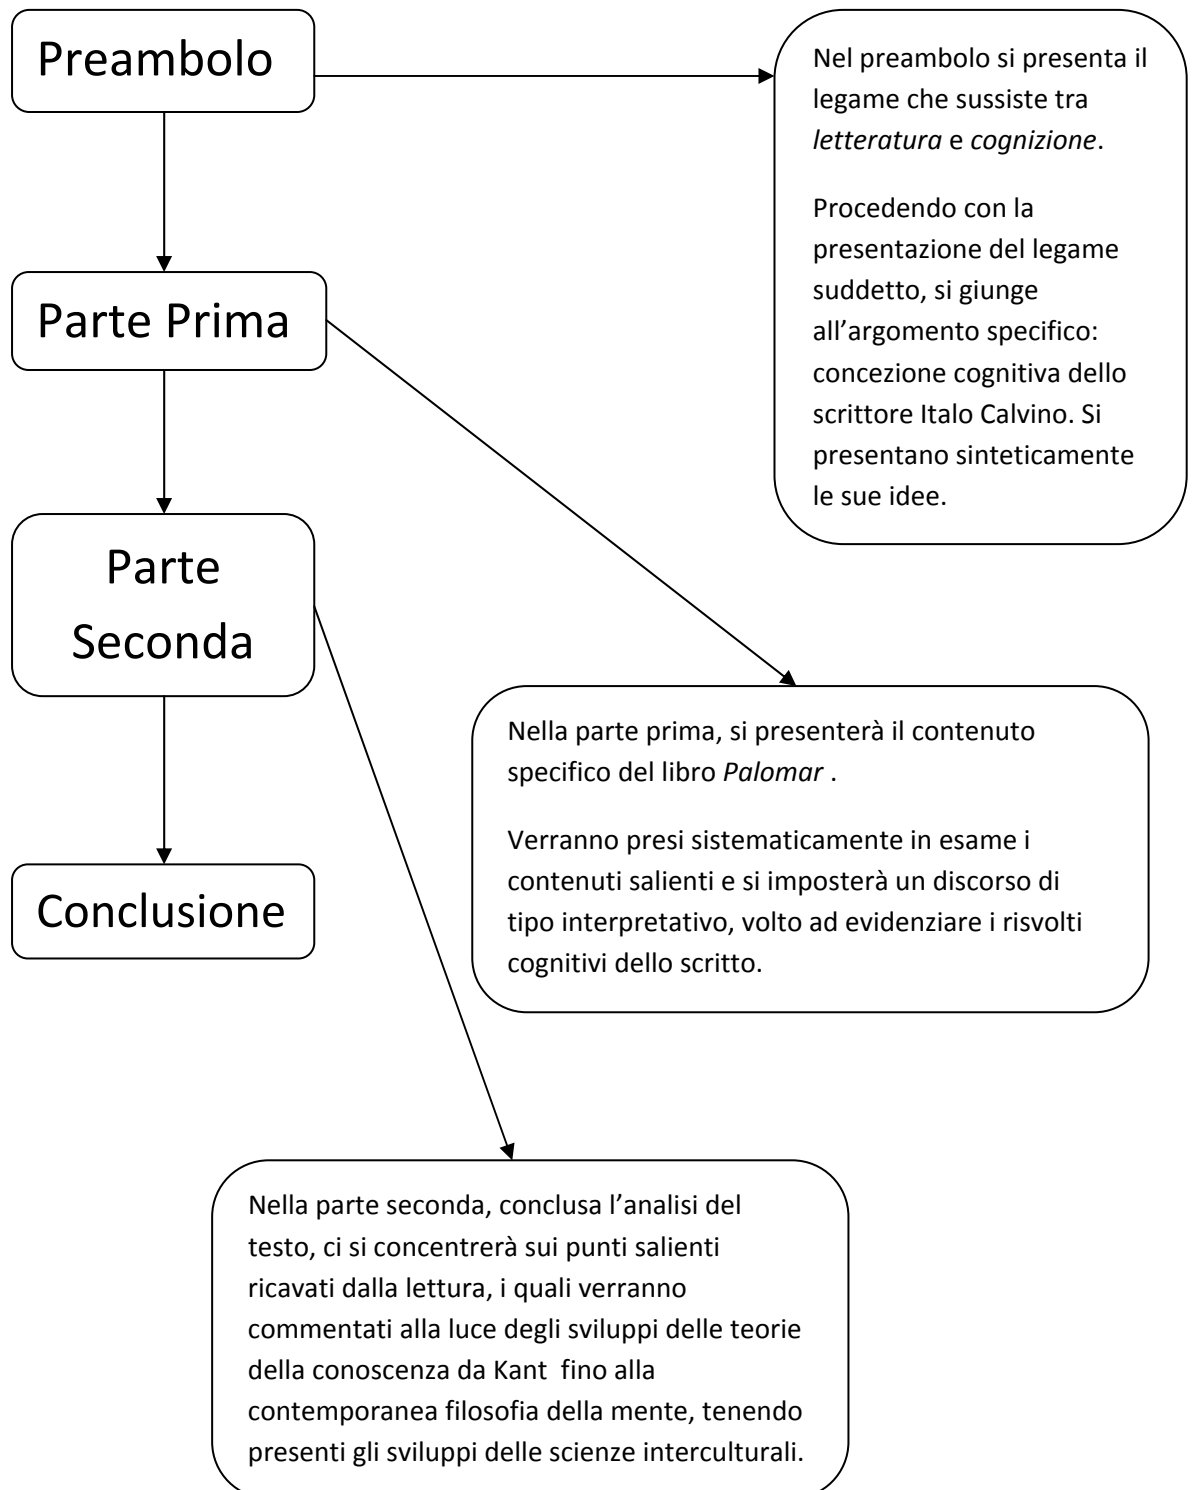 Preambolo
Nel preambolo si presenta il
legame che sussiste tra
letteratura e cognizione.
Procedendo con la
presentazione del legame
suddetto, si giunge
all’argomento specifico:
concezione cognitiva dello
scrittore Italo Calvino. Si
presentano sinteticamente
le sue idee.
Parte Prima
Nella parte prima, si presenterà il contenuto
specifico del libro Palomar .
Verranno presi sistematicamente in esame i
contenuti salienti e si imposterà un discorso di
tipo interpretativo, volto ad evidenziare i risvolti
cognitivi dello scritto.
Parte
Seconda
Nella parte seconda, conclusa l’analisi del
testo, ci si concentrerà sui punti salienti
ricavati dalla lettura, i quali verranno
commentati alla luce degli sviluppi delle teorie
della conoscenza da Kant  fino alla
contemporanea filosofia della mente, tenendo
presenti gli sviluppi delle scienze interculturali.
Conclusione